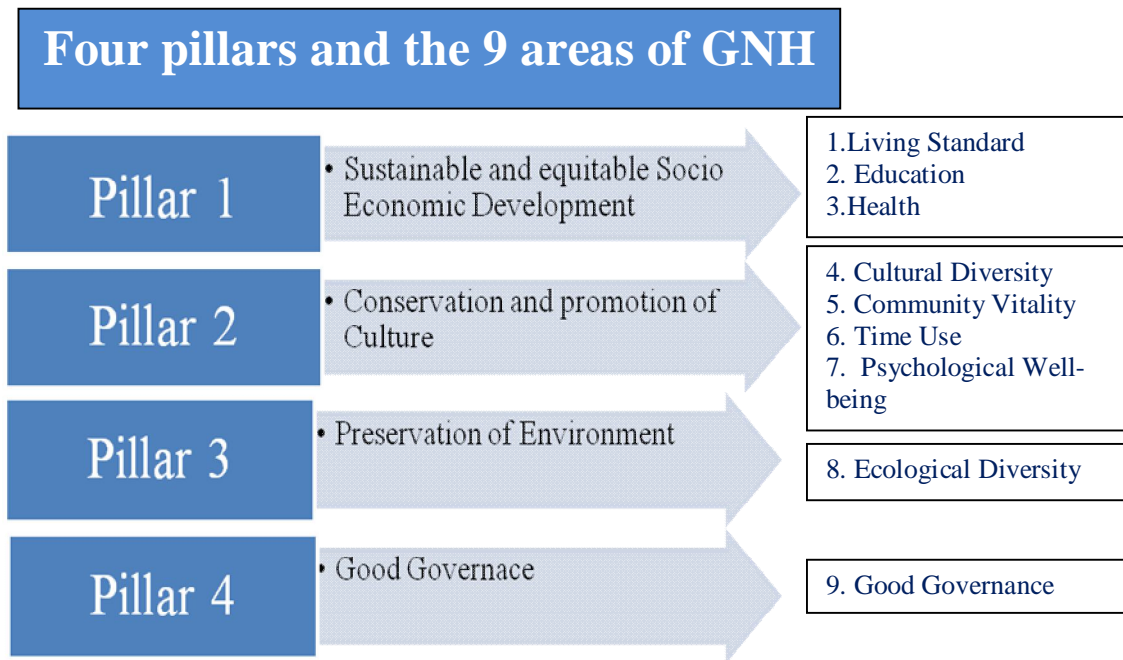 Four pillars and the 9 areas of GNH
Pillar 1
• Sustainable and equitable Socio
Economic Development
1.Living Standard
2. Education
3.Health
Pillar 2
• Conservation and promotion of
Culture
4. Cultural Diversity
5. Community Vitality
6. Time Use
7.  Psychological Well-
being
Pillar 3
• Preservation of Environment
8. Ecological Diversity
Pillar 4
• Good Governace
9. Good Governance